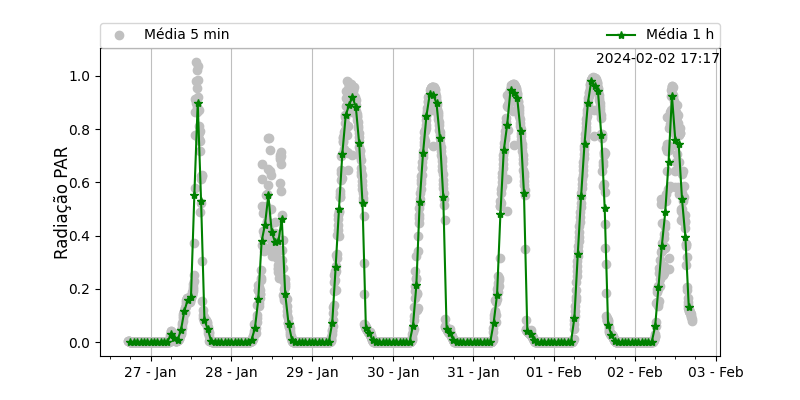 Média 5 min
Média 1 h
2024-02-02 17:17
Radiação PAR
1.0
0.8
0.6
0.4
0.2
0.0
27 - Jan
28 - Jan
29 - Jan
30 - Jan
31 - Jan
01 - Feb
02 - Feb
03 - Feb